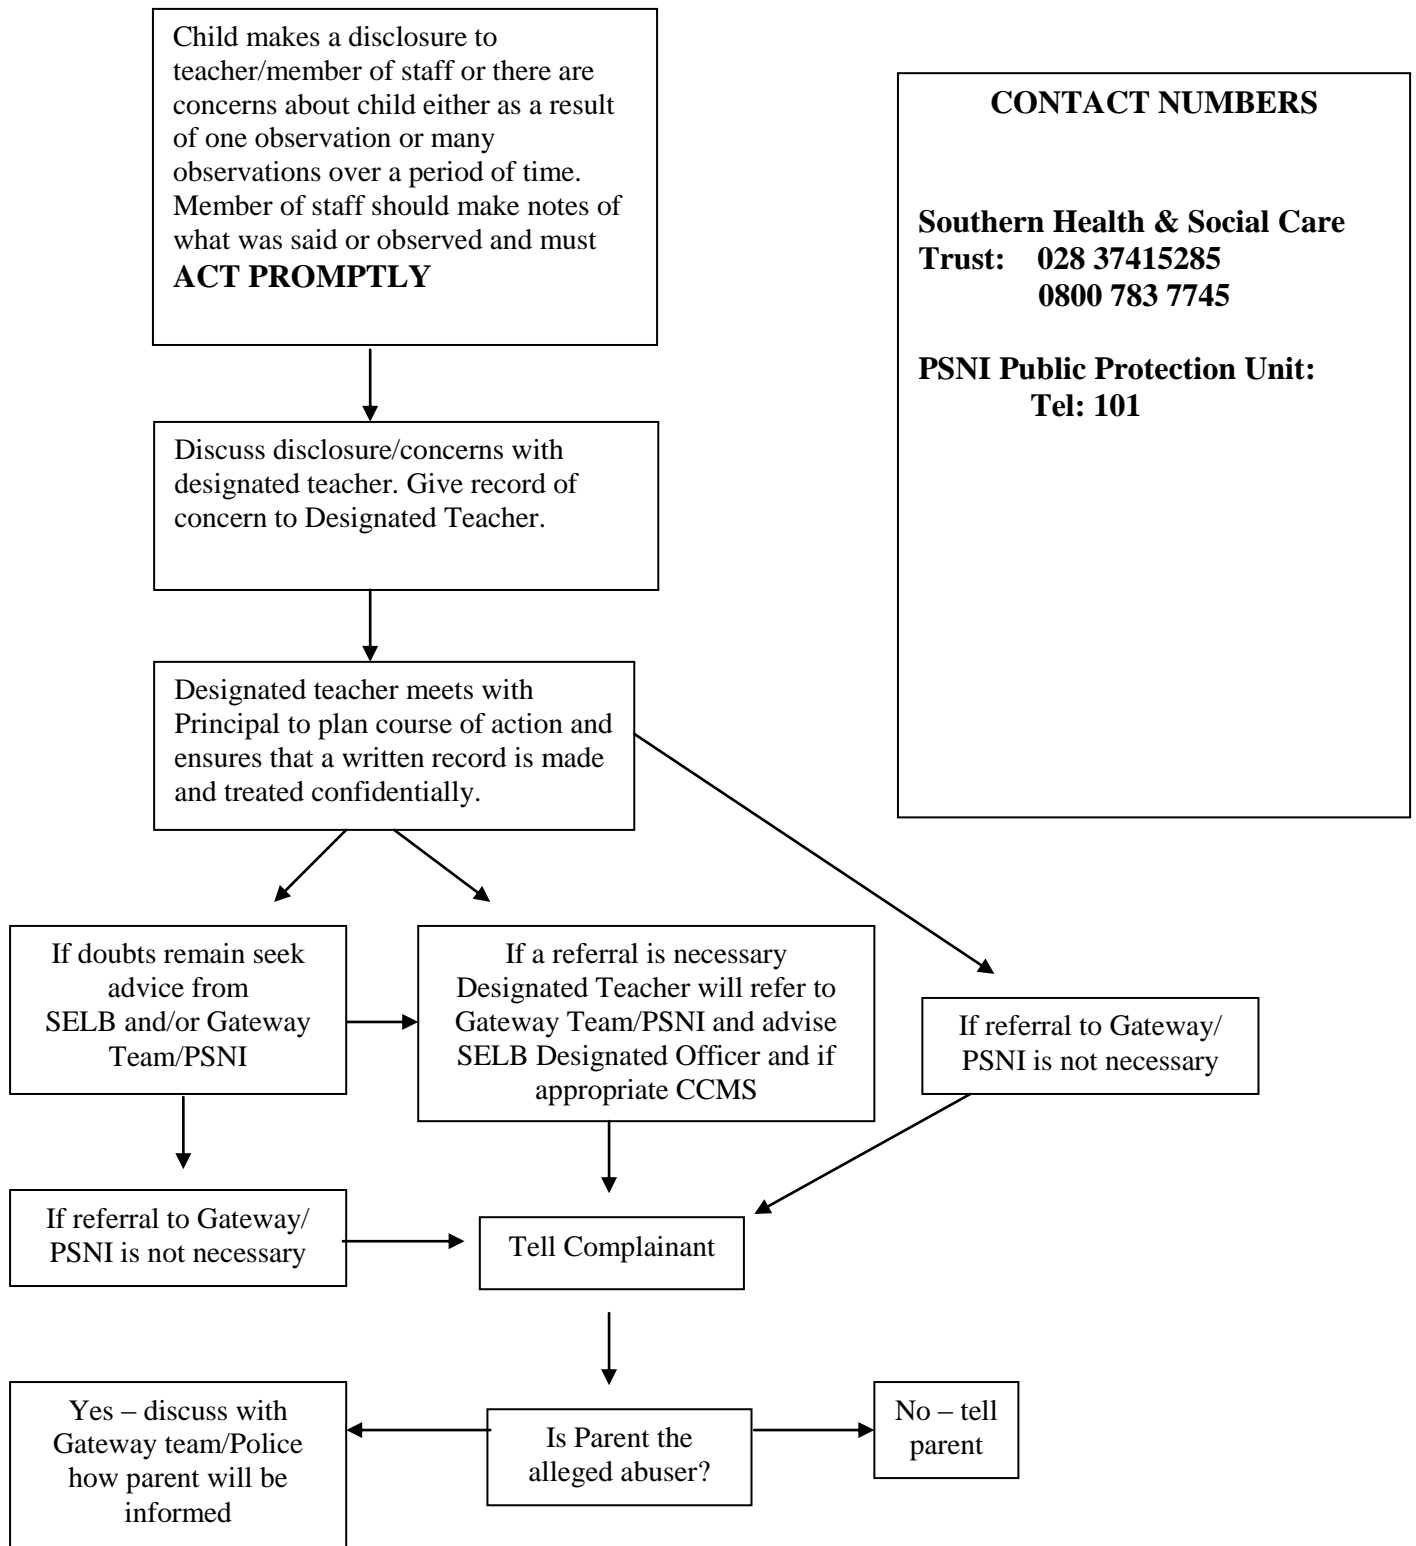 Child makes a disclosure to
teacher/member of staff or there are
concerns about child either as a result
of one observation or many
observations over a period of time.
Member of staff should make notes of
what was said or observed and must
ACT PROMPTLY
CONTACT NUMBERS
Southern Health & Social Care
Trust: 028 37415285
0800 783 7745
PSNI Public Protection Unit:
Tel: 101
Discuss disclosure/concerns with
designated teacher. Give record of
concern to Designated Teacher.
Designated teacher meets with
Principal to plan course of action and
ensures that a written record is made
and treated confidentially.
If doubts remain seek
advice from
SELB and/or Gateway
Team/PSNI
If a referral is necessary
Designated Teacher will refer to
Gateway Team/PSNI and advise
SELB Designated Officer and if
appropriate CCMS
If referral to Gateway/
PSNI is not necessary
If referral to Gateway/
PSNI is not necessary
Tell Complainant
Yes – discuss with
Gateway team/Police
how parent will be
informed
Is Parent the
alleged abuser?
No – tell
parent